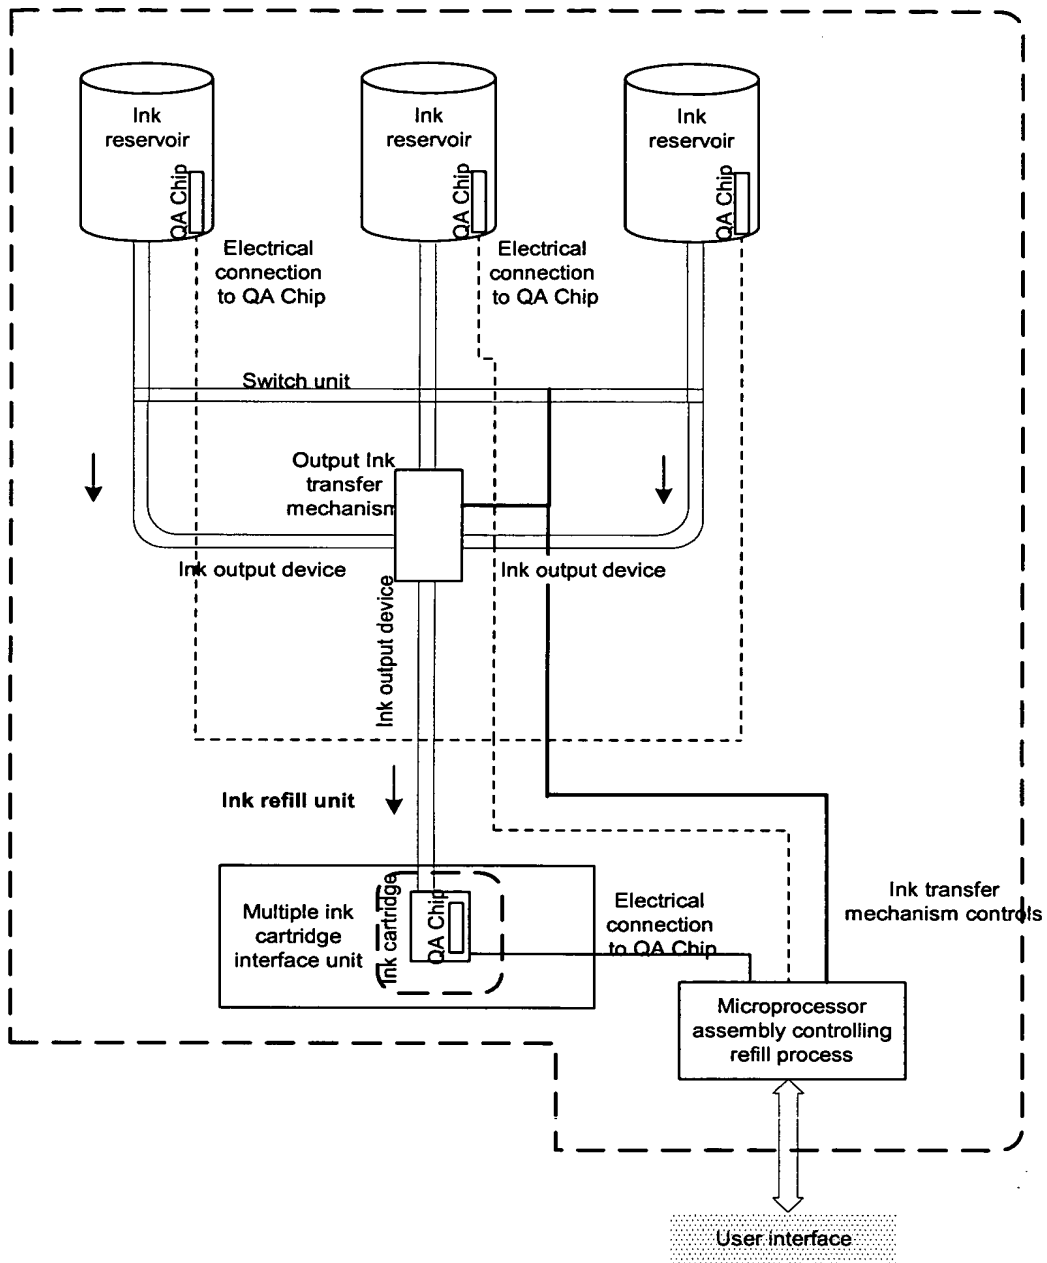 Ink
reservoir
QA Chip
Ink
reservoir
QA Chip
Ink
reservoir
QA Chip
Electrical
connection
to QA Chip
Electrical
connection
to QA Chip
Switch unit
Output Ink
transfer
mechanism
Ink output device
Ink output device
Ink output device
Ink refill unit
Multiple ink
cartridge
interface unit
Ink cartridge
QA Chip
Electrical
connection
to QA Chip
Ink transfer
mechanism controls
Microprocessor
assembly controlling
refill process
User interface